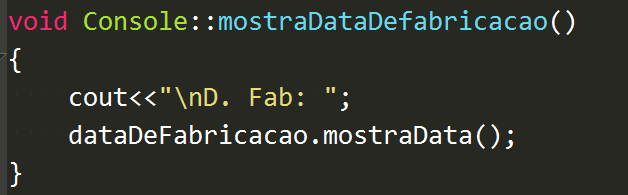 void Console::mostraDataDefabricacao()
{
    cout<<"\nD. Fab: ";
    dataDeFabricacao.mostraData();
}